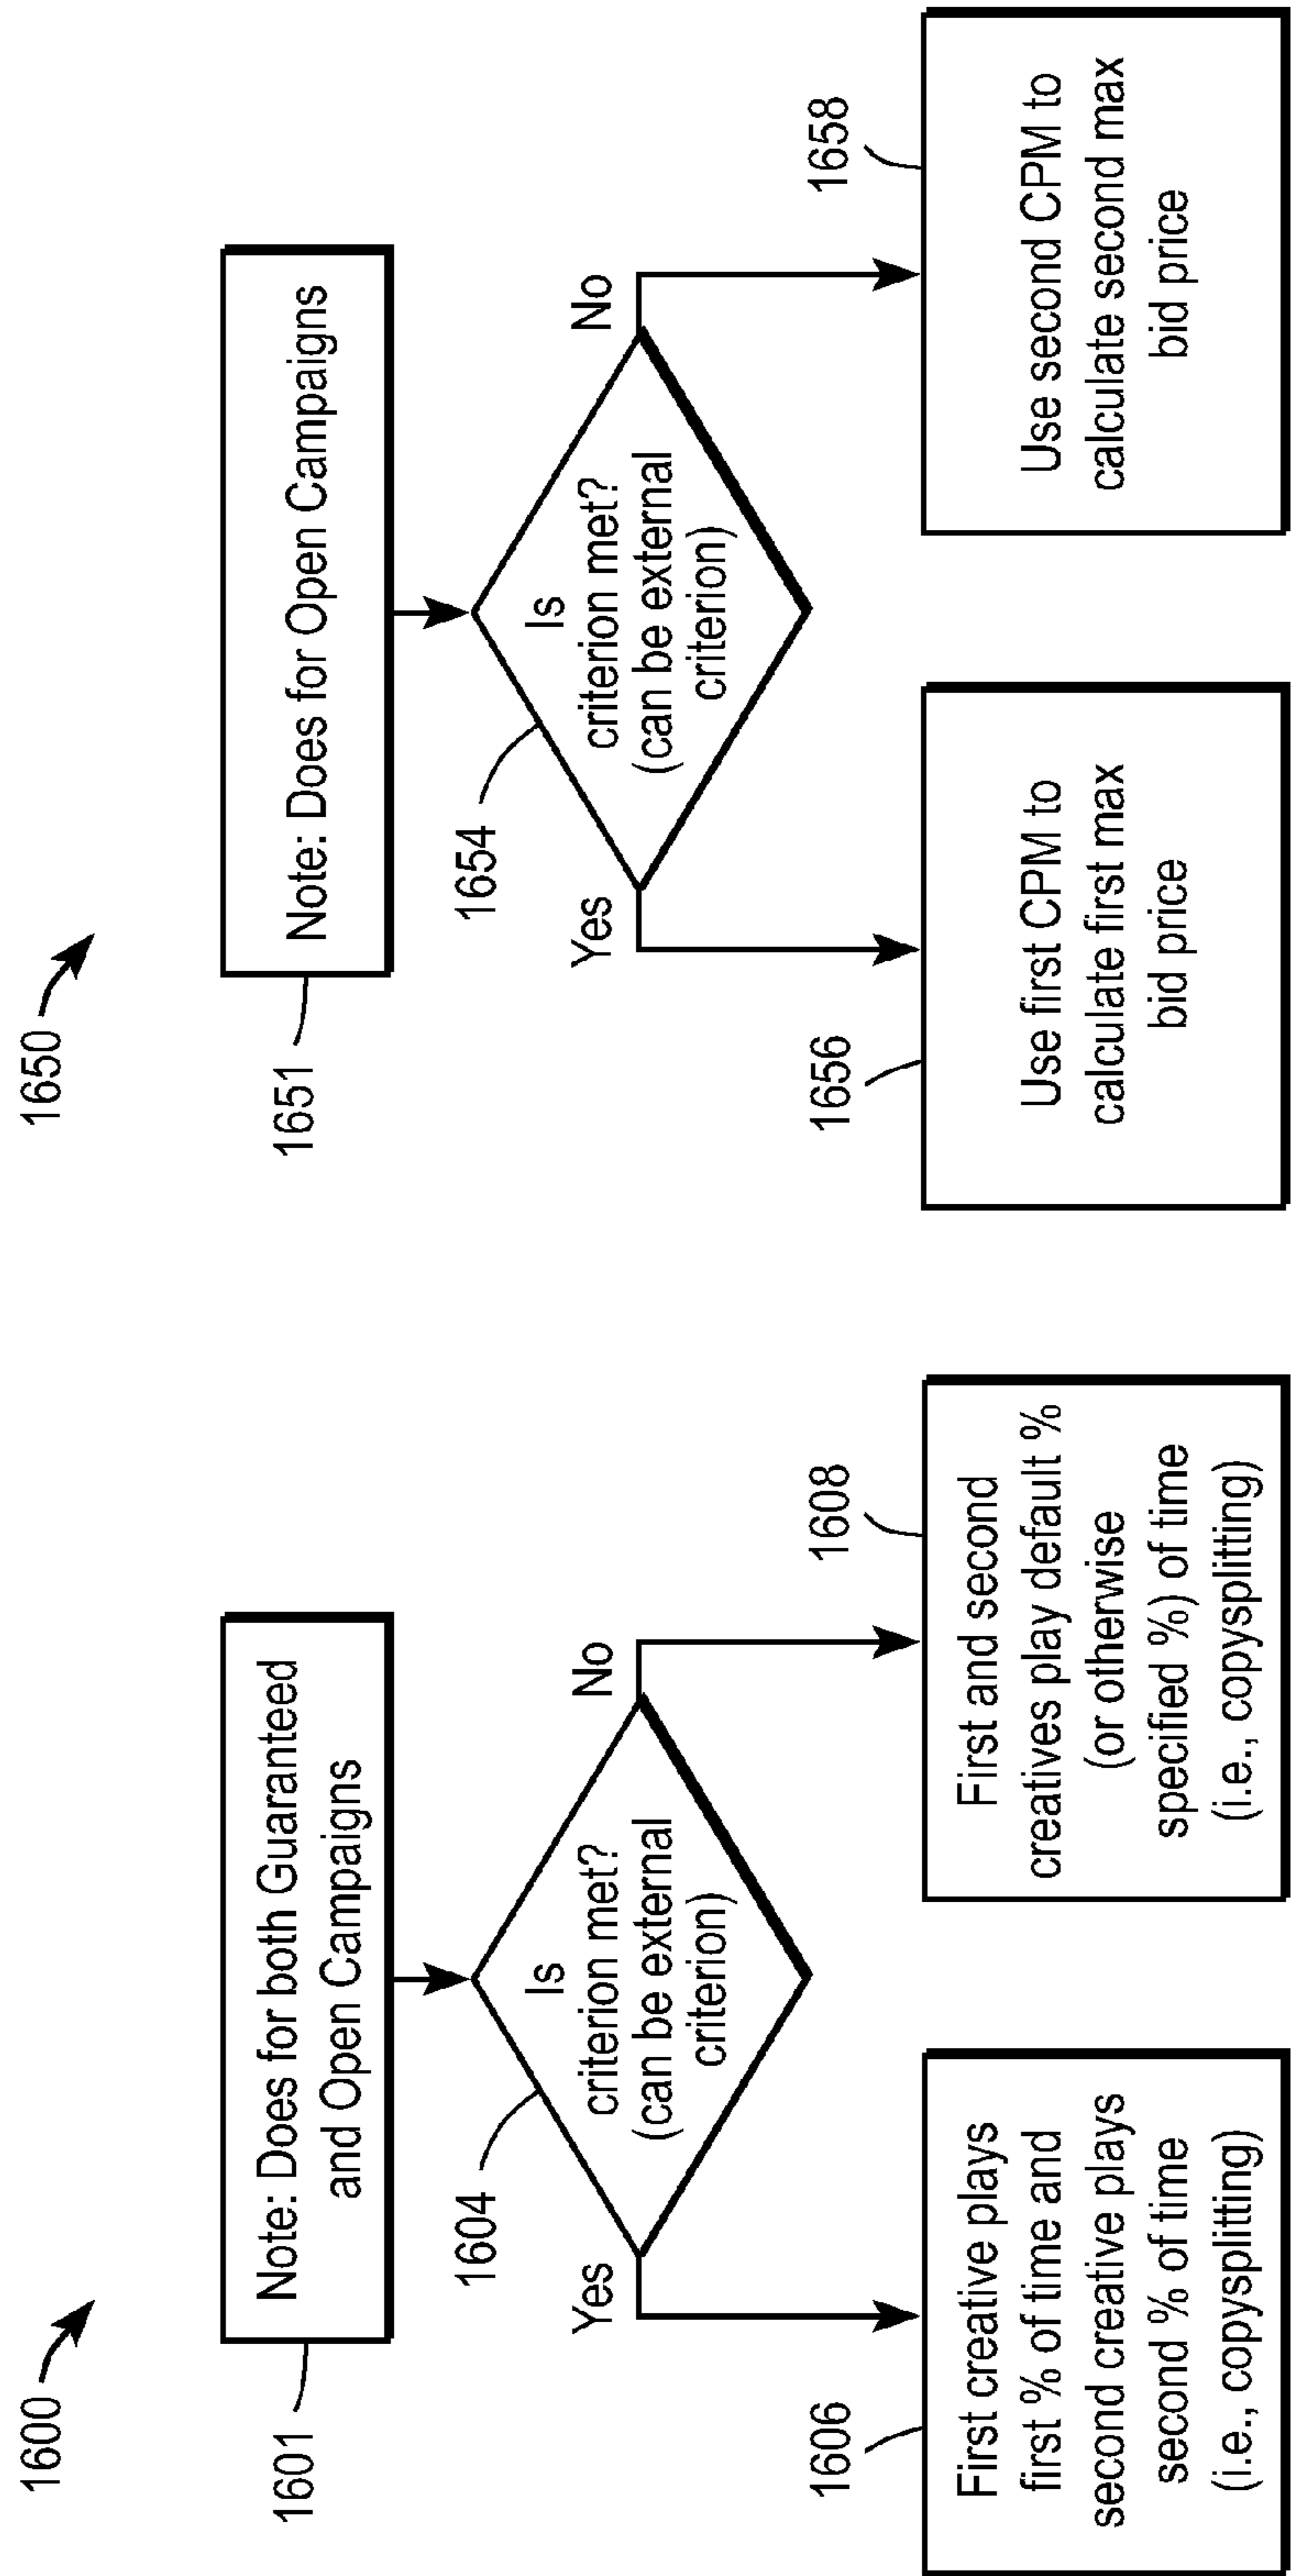 1600
1601
Note: Does for both Guaranteed
and Open Campaigns
1604
Is
criterion met?
(can be external
criterion)
Yes
No
1606
First creative plays
first % of time and
second creative plays
second % of time
(i.e., copysplitting)
1608
First and second
creatives play default %
(or otherwise
specified %) of time
(i.e., copysplitting)
1650
1651
Note: Does for Open Campaigns
1654
Is
criterion met?
(can be external
criterion)
Yes
No
1656
Use first CPM to
calculate first max
bid price
1658
Use second CPM to
calculate second max
bid price